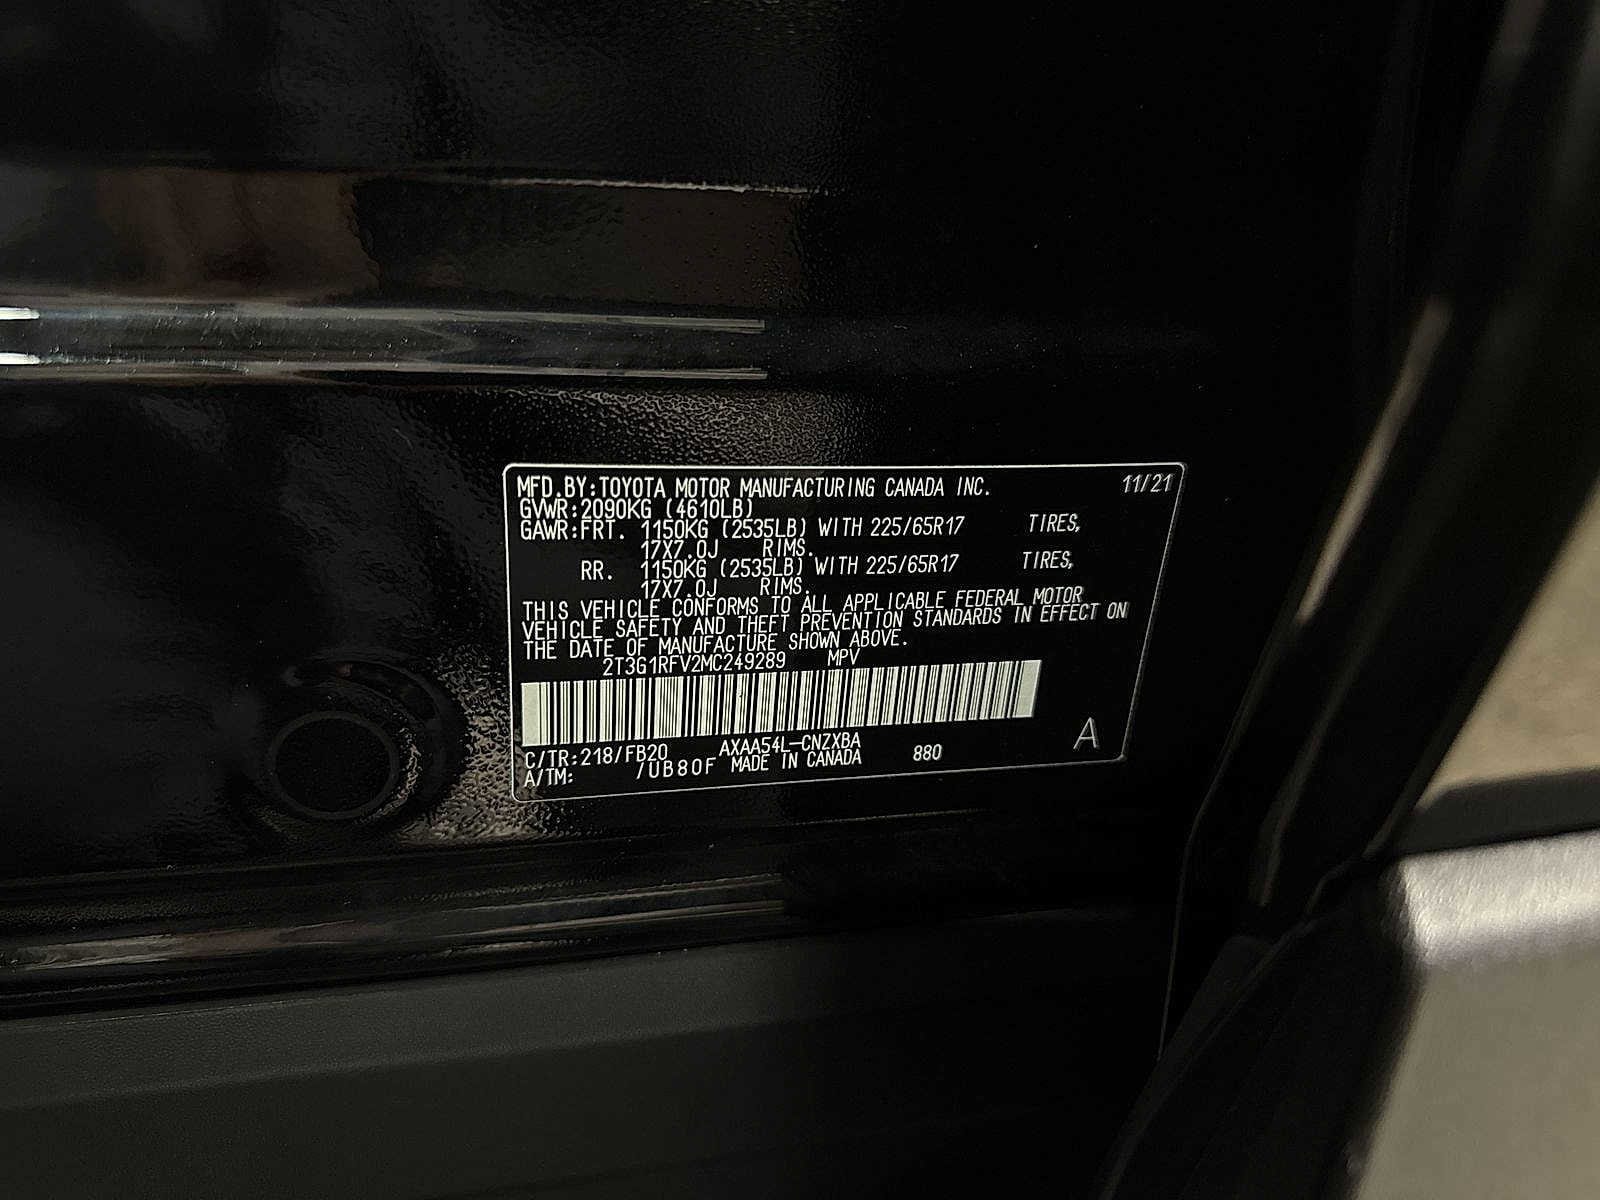 MFD.BY:TOYOTA MOTOR MANUFACTURING CANADA INC. 11/21
GVWR:2090KG (4610LB)
GAWR:FRT. 1150KG (2535LB) WITH 225/65R17 TIRES,
17X7.0J RIMS.
RR. 1150KG (2535LB) WITH 225/65R17 TIRES,
17X7.0J RIMS.
THIS VEHICLE CONFORMS TO ALL APPLICABLE FEDERAL MOTOR
VEHICLE SAFETY AND THEFT PREVENTION STANDARDS IN EFFECT ON
THE DATE OF MANUFACTURE SHOWN ABOVE.
2T3G1RFV2MC249289 MPV
C/TR:218/FB20 AXAA54L-CNZXBA 880 A
A/TM: /UB80F MADE IN CANADA